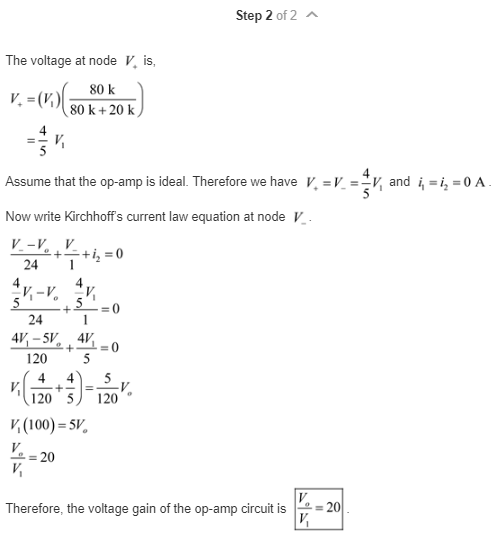 Step 2 of 2
The voltage at node V₊ is,
V₊ = (V₁)(80 k / (80 k + 20 k))
= 4/5 V₁
Assume that the op-amp is ideal. Therefore we have V₊ = V₋ = 4/5 V₁ and i₁ = i₂ = 0 A.
Now write Kirchhoff's current law equation at node V₋.
(V₋ − Vₒ)/24 + V₋/1 + i₂ = 0
(4/5 V₁ − Vₒ)/24 + (4/5 V₁)/1 = 0
(4V₁ − 5Vₒ)/120 + 4V₁/5 = 0
V₁(4/120 + 4/5) = 5/120 Vₒ
V₁(100) = 5Vₒ
Vₒ/V₁ = 20
Therefore, the voltage gain of the op-amp circuit is Vₒ/V₁ = 20.